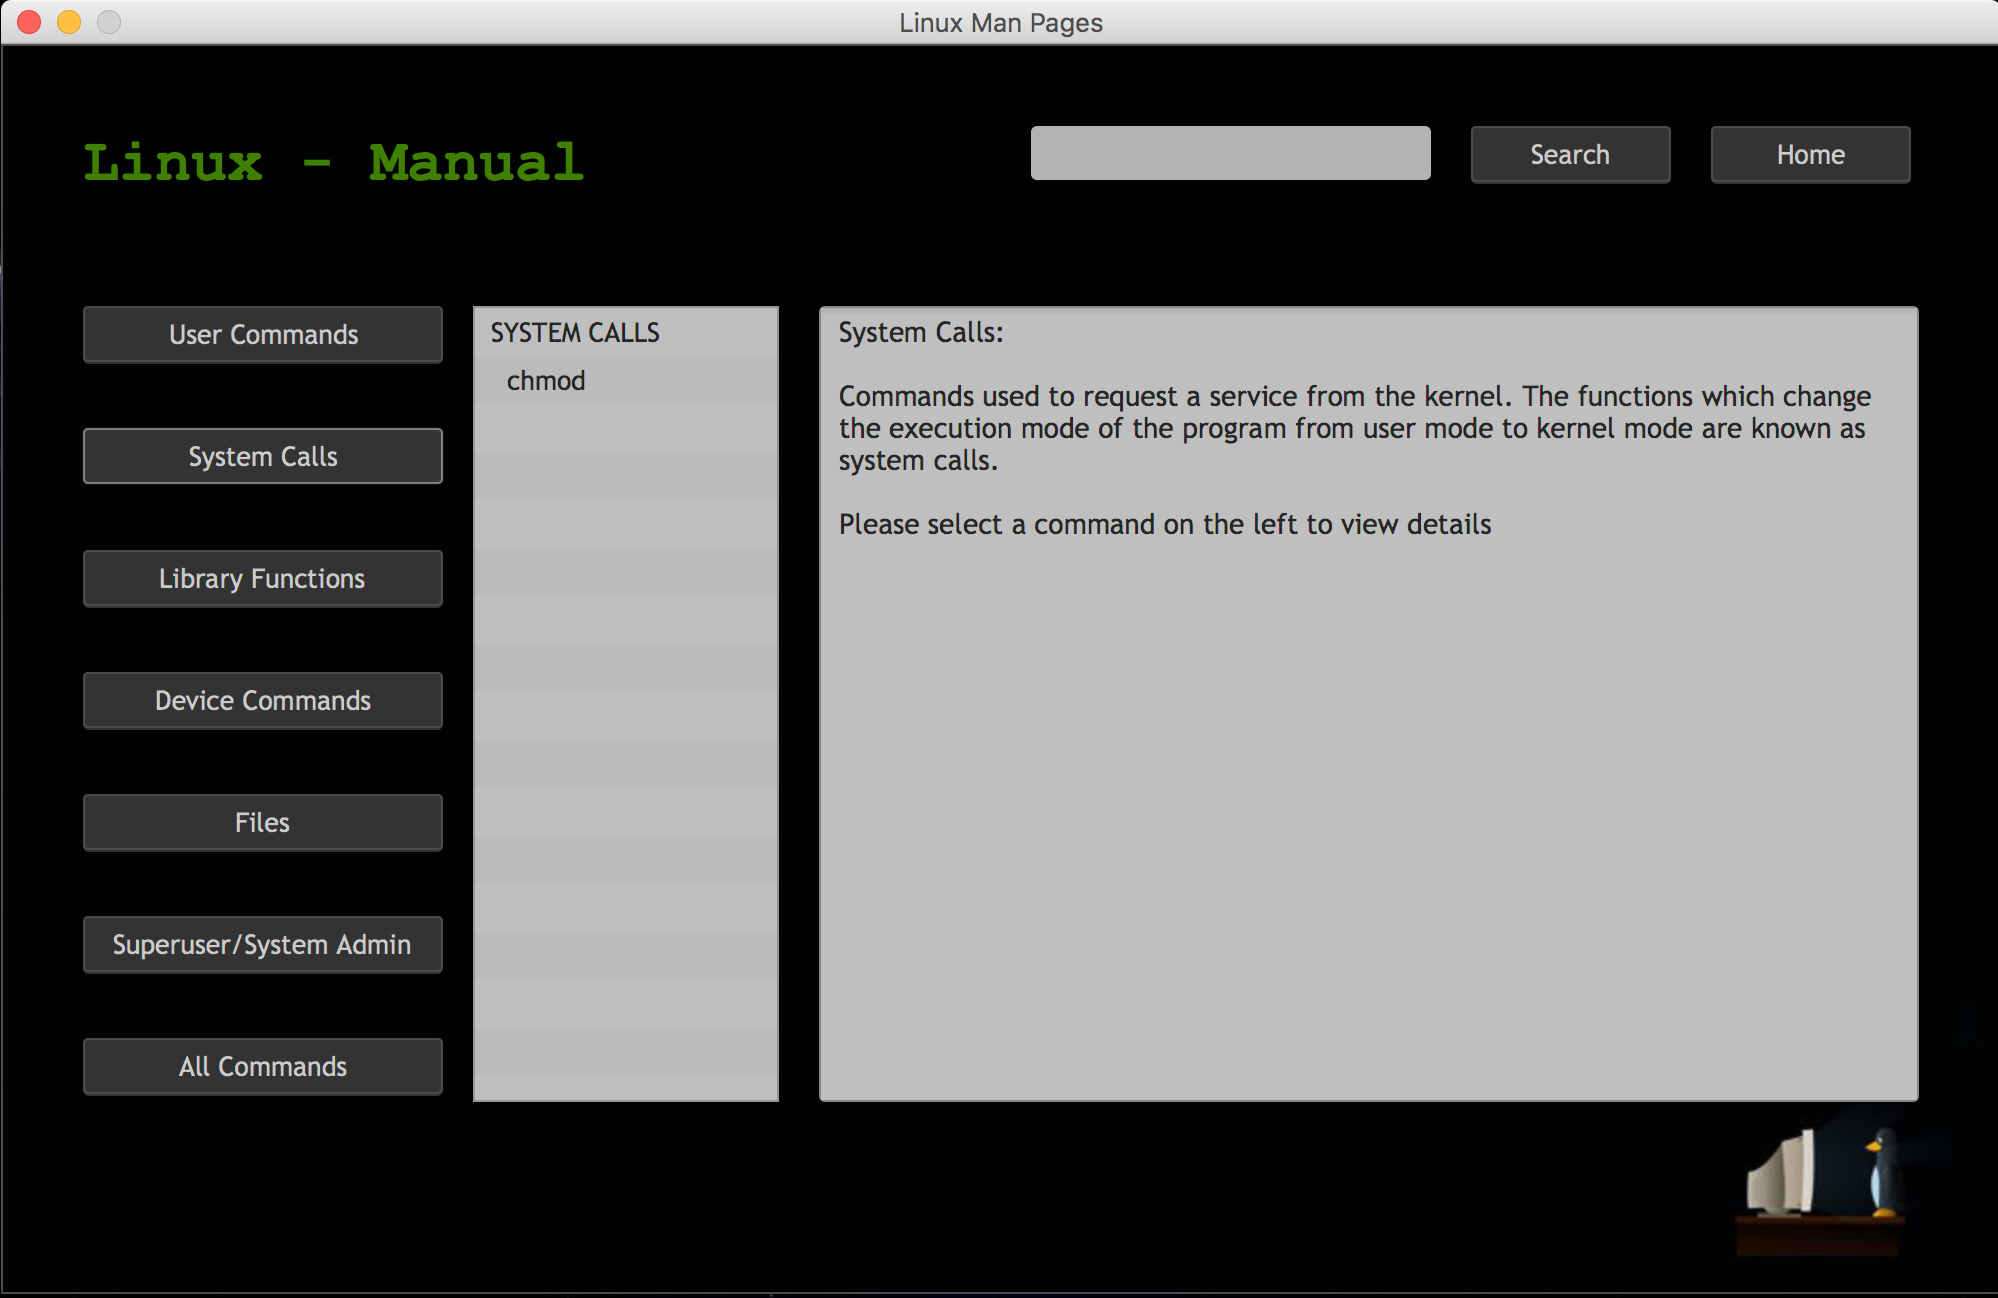 Linux Man Pages
Linux - Manual
Search
Home
User Commands
System Calls
Library Functions
Device Commands
Files
Superuser/System Admin
All Commands
SYSTEM CALLS
chmod
System Calls:
Commands used to request a service from the kernel. The functions which change
the execution mode of the program from user mode to kernel mode are known as
system calls.
Please select a command on the left to view details